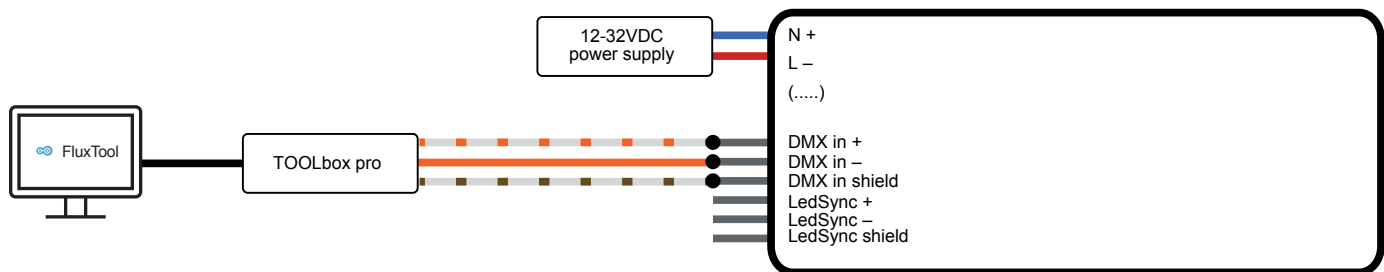 12-32VDC
power supply
N +
L –
(.....)
FluxTool
TOOLbox pro
DMX in +
DMX in –
DMX in shield
LedSync +
LedSync –
LedSync shield